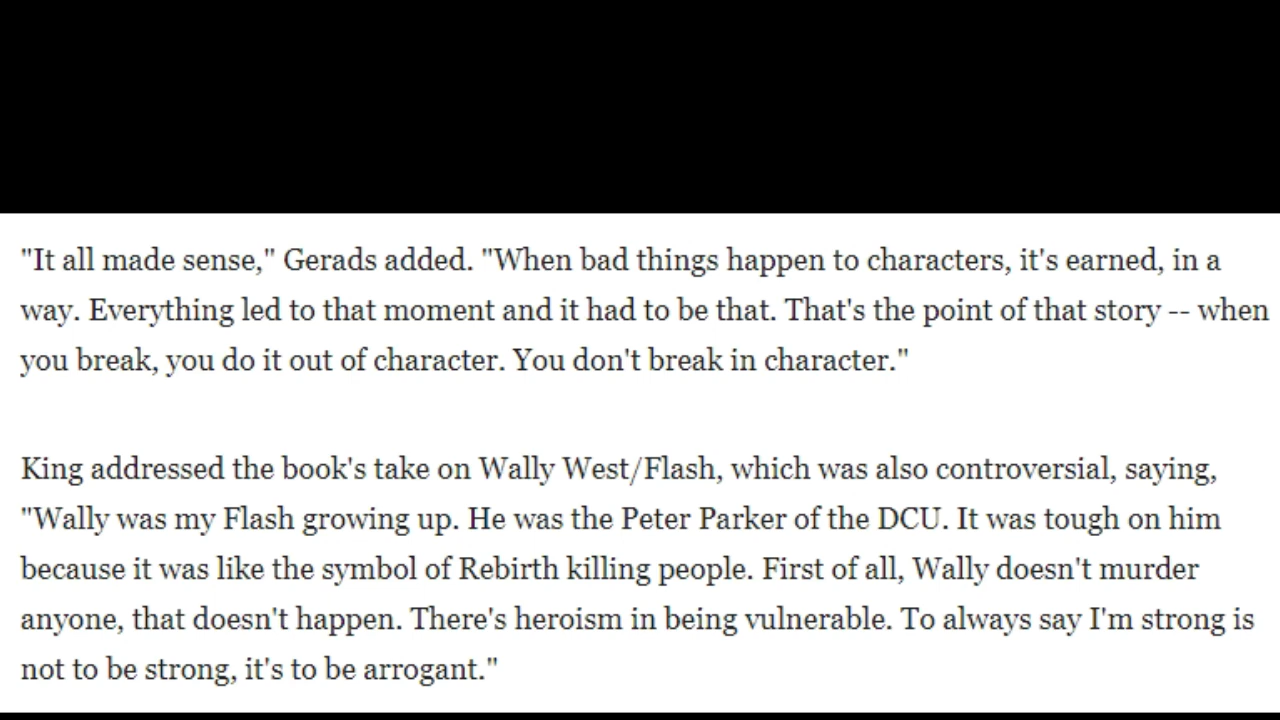 "It all made sense," Gerads added. "When bad things happen to characters, it's earned, in a
way. Everything led to that moment and it had to be that. That's the point of that story -- when
you break, you do it out of character. You don't break in character."
King addressed the book's take on Wally West/Flash, which was also controversial, saying,
"Wally was my Flash growing up. He was the Peter Parker of the DCU. It was tough on him
because it was like the symbol of Rebirth killing people. First of all, Wally doesn't murder
anyone, that doesn't happen. There's heroism in being vulnerable. To always say I'm strong is
not to be strong, it's to be arrogant."